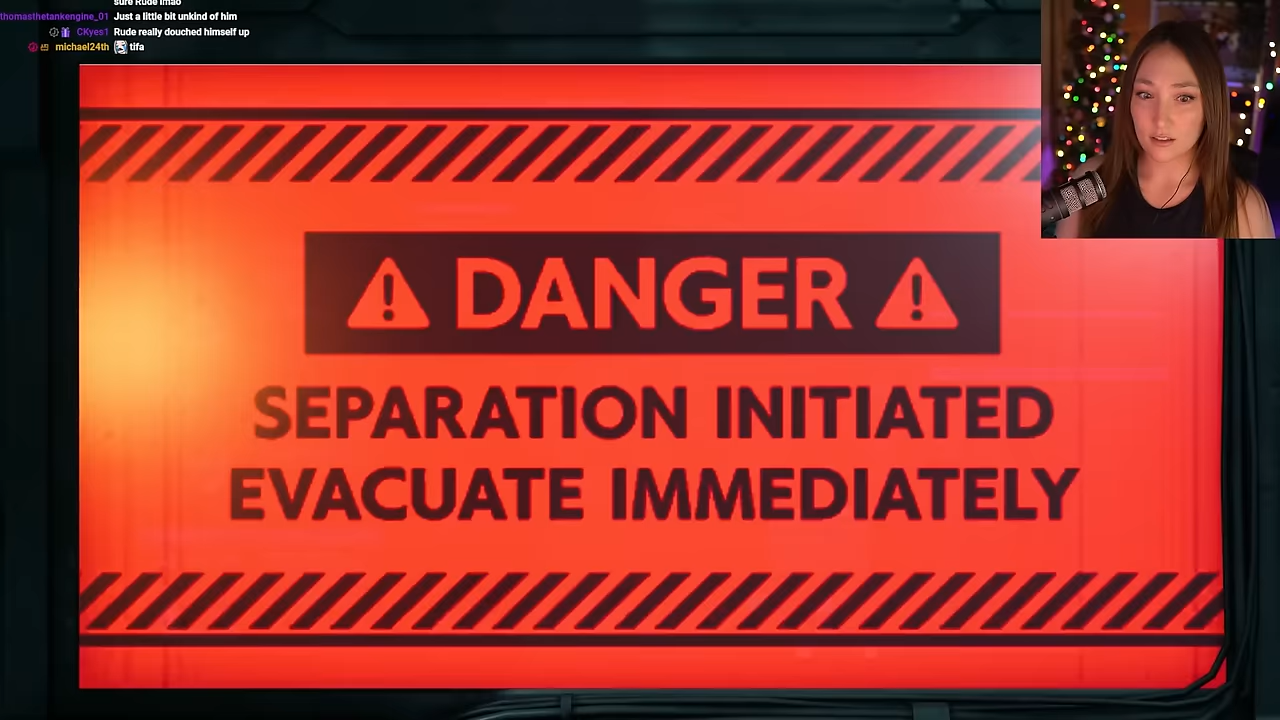 sure Rude lmao
thomasthetankengine_01 Just a little bit unkind of him
CKyes1 Rude really douched himself up
michael24th tifa
DANGER
SEPARATION INITIATED
EVACUATE IMMEDIATELY